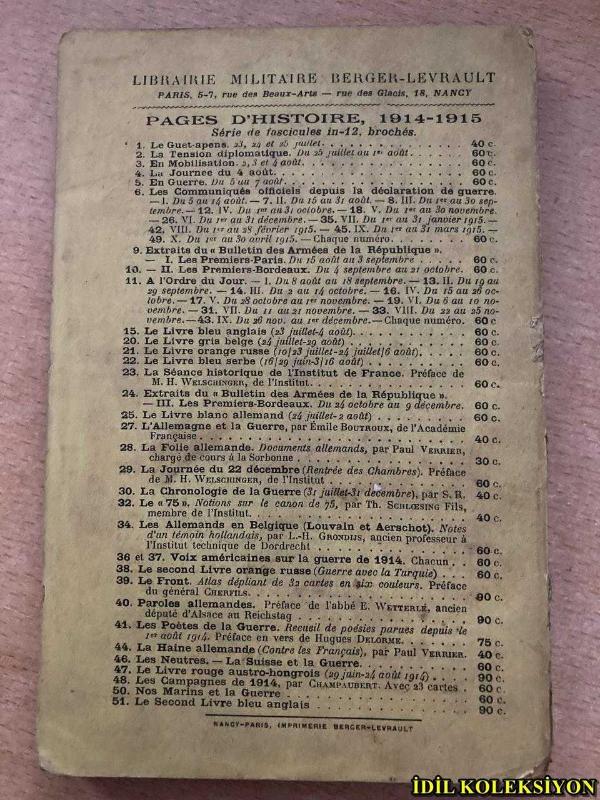 LIBRAIRIE MILITAIRE BERGER-LEVRAULT
PARIS, 5-7, rue des Beaux-Arts — rue des Glacis, 18, NANCY
PAGES D'HISTOIRE, 1914-1915
Série de fascicules in-12, brochés.
1. Le Guet-apens. 23, 24 et 25 juillet. 40 c.
2. La Tension diplomatique. Du 25 juillet au 1er août. 60 c.
3. En Mobilisation. 2, 3 et 4 août. 60 c.
4. La Journée du 4 août. 60 c.
5. En Guerre. Du 5 au 7 août. 60 c.
6. Les Communiqués officiels depuis la déclaration de guerre.
— I. Du 5 au 14 août. — 7. II. Du 15 au 31 août. — 8. III. Du 1er au 30 sep-
tembre. — 12. IV. Du 1er au 31 octobre. — 18. V. Du 1er au 30 novembre.
— 26. VI. Du 1er au 31 décembre. — 35. VII. Du 1er au 31 janvier 1915. —
42. VIII. Du 1er au 28 février 1915. — 45. IX. Du 1er au 31 mars 1915. —
49. X. Du 1er au 30 avril 1915. — Chaque numéro. 60 c.
9. Extraits du « Bulletin des Armées de la République ».
— I. Les Premiers-Paris. Du 15 août au 3 septembre 60 c.
10. — II. Les Premiers-Bordeaux. Du 4 septembre au 21 octobre. 60 c.
11. A l'Ordre du Jour. — I. Du 8 août au 18 septembre. — 13. II. Du 19 au
29 septembre. — 14. III. Du 2 au 14 octobre. — 16. IV. Du 15 au 26 oc-
tobre. — 17. V. Du 28 octobre au 1er novembre. — 19. VI. Du 6 au 10 no-
vembre. — 31. VII. Du 11 au 21 novembre. — 33. VIII. Du 22 au 25 no-
vembre. — 43. IX. Du 26 nov. au 1er décembre. — Chaque numéro. 60 c
15. Le Livre bleu anglais (23 juillet-4 août). 60 c.
20. Le Livre gris belge (24 juillet-29 août). 60 c.
21. Le Livre orange russe (10/23 juillet-24 juillet/6 août). 60 c.
22. Le Livre bleu serbe (16/29 juin-3/16 août) 60 c.
23. La Séance historique de l'Institut de France. Préface de
M. H. WELSCHINGER, de l'Institut. 60 c.
24. Extraits du « Bulletin des Armées de la République ».
— III. Les Premiers-Bordeaux. Du 24 octobre au 9 décembre. 60 c.
25. Le Livre blanc allemand (24 juillet-2 août) 60 c.
27. L'Allemagne et la Guerre, par Émile BOUTROUX, de l'Académie
Française. 40 c.
28. La Folie allemande. Documents allemands, par Paul VERRIER,
chargé de cours à la Sorbonne 30 c.
29. La Journée du 22 décembre (Rentrée des Chambres). Préface
de M. H. WELSCHINGER, de l'Institut 60 c.
30. La Chronologie de la Guerre (31 juillet-31 décembre), par S. R. 40 c.
32. Le « 75 ». Notions sur le canon de 75, par Th. SCHLŒSING Fils,
membre de l'Institut. 40 c.
34. Les Allemands en Belgique (Louvain et Aerschot). Notes
d'un témoin hollandais, par L.-H. GRONDIJS, ancien professeur à
l'Institut technique de Dordrecht 60 c.
36 et 37. Voix américaines sur la guerre de 1914. Chacun 60 c.
38. Le second Livre orange russe (Guerre avec la Turquie) 60 c.
39. Le Front. Atlas dépliant de 32 cartes en six couleurs. Préface
du général CHERFILS. 90 c.
40. Paroles allemandes. Préface de l'abbé E. WETTERLÉ, ancien
député d'Alsace au Reichstag 90 c.
41. Les Poètes de la Guerre. Recueil de poésies parues depuis le
1er août 1914. Préface en vers de Hugues DELORME. 75 c.
44. La Haine allemande (Contre les Français), par Paul VERRIER. 40 c.
46. Les Neutres. — La Suisse et la Guerre. 60 c.
47. Le Livre rouge austro-hongrois (29 juin-24 août 1914) 90 c.
48. Les Campagnes de 1914, par CHAMPAUBERT. Avec 23 cartes 60 c.
50. Nos Marins et la Guerre 60 c.
51. Le Second Livre bleu anglais 90 c.
NANCY-PARIS, IMPRIMERIE BERGER-LEVRAULT
İDİL KOLEKSİYON